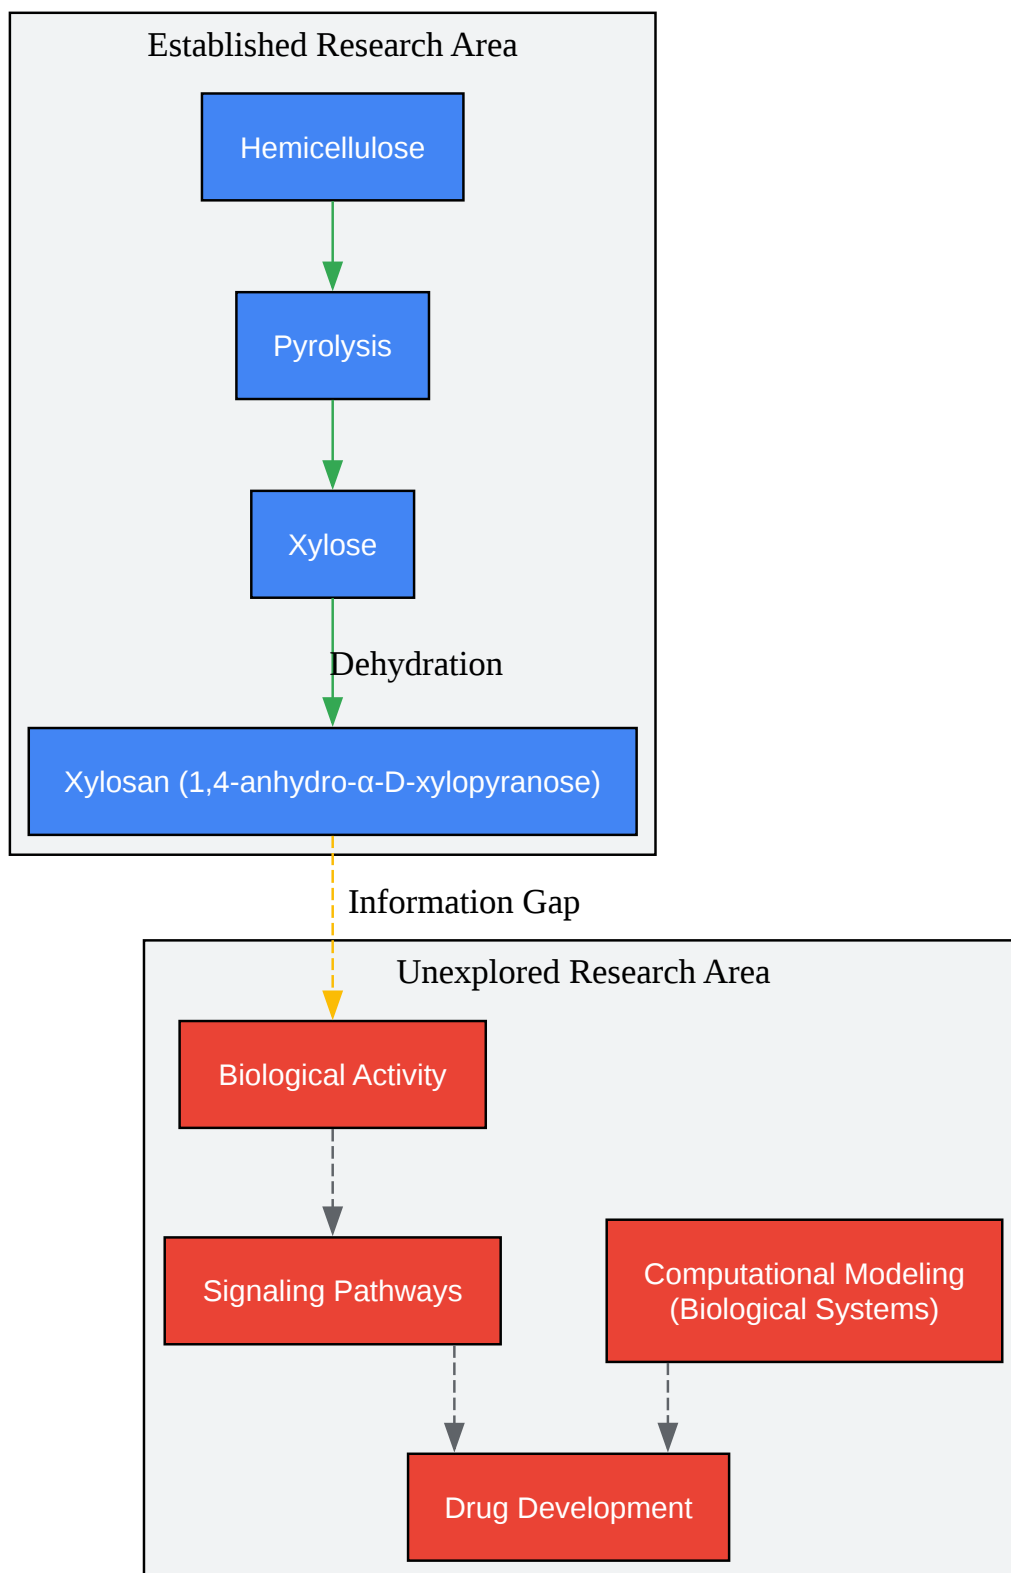 Established Research Area
Hemicellulose
Pyrolysis
Xylose
Dehydration
Xylosan (1,4-anhydro-α-D-xylopyranose)
Information Gap
Unexplored Research Area
Biological Activity
Signaling Pathways
Computational Modeling
(Biological Systems)
Drug Development